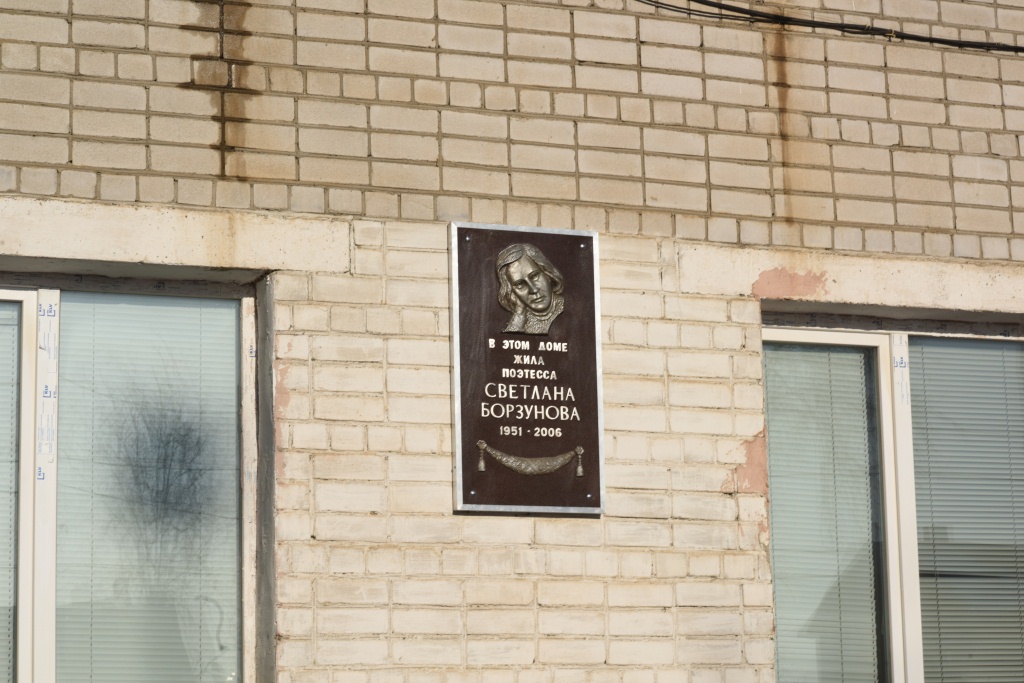 В ЭТОМ ДОМЕ
ЖИЛА
ПОЭТЕССА
СВЕТЛАНА
БОРЗУНОВА
1951 - 2006